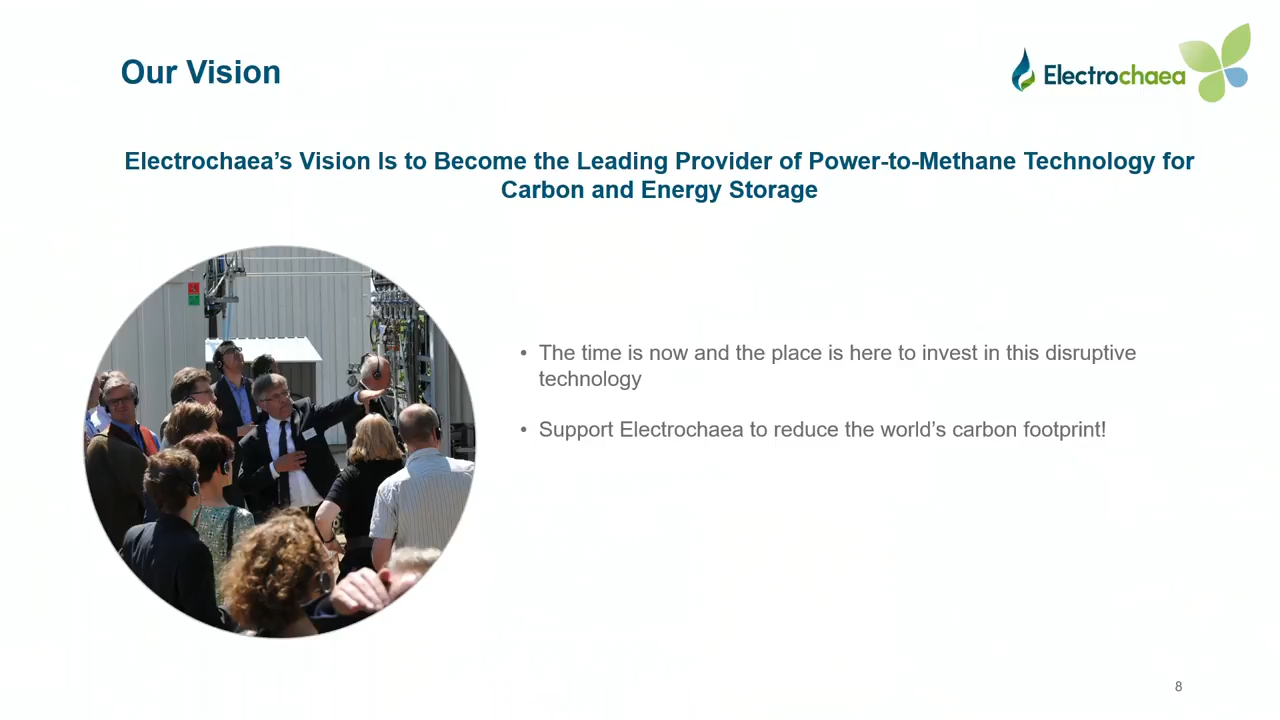 Our Vision
Electrochaea
Electrochaea’s Vision Is to Become the Leading Provider of Power-to-Methane Technology for
Carbon and Energy Storage
• The time is now and the place is here to invest in this disruptive
technology
• Support Electrochaea to reduce the world’s carbon footprint!
8